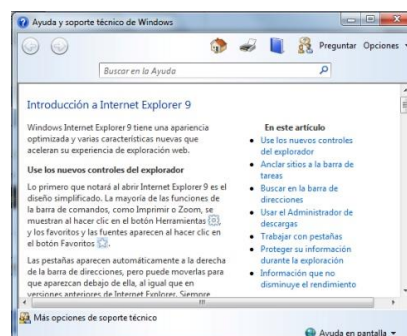 Ayuda y soporte técnico de Windows
Preguntar Opciones
Buscar en la Ayuda
Introducción a Internet Explorer 9
Windows Internet Explorer 9 tiene una apariencia
optimizada y varias características nuevas que
aceleran su experiencia de exploración web.
Use los nuevos controles del explorador
Lo primero que notará al abrir Internet Explorer 9 es el
diseño simplificado. La mayoría de las funciones de
la barra de comandos, como Imprimir o Zoom, se
muestran al hacer clic en el botón Herramientas
y los favoritos y las fuentes aparecen al hacer clic en
el botón Favoritos
Las pestañas aparecen automáticamente a la derecha
de la barra de direcciones, pero puede moverlas para
que aparezcan debajo de ella, al igual que en
versiones anteriores de Internet Explorer. Siempre
En este artículo
Use los nuevos controles
del explorador
Anclar sitios a la barra de
tareas
Buscar en la barra de
direcciones
Usar el Administrador de
descargas
Trabajar con pestañas
Proteger su información
durante la exploración
Información que no
disminuye el rendimiento
Más opciones de soporte técnico
Ayuda en pantalla